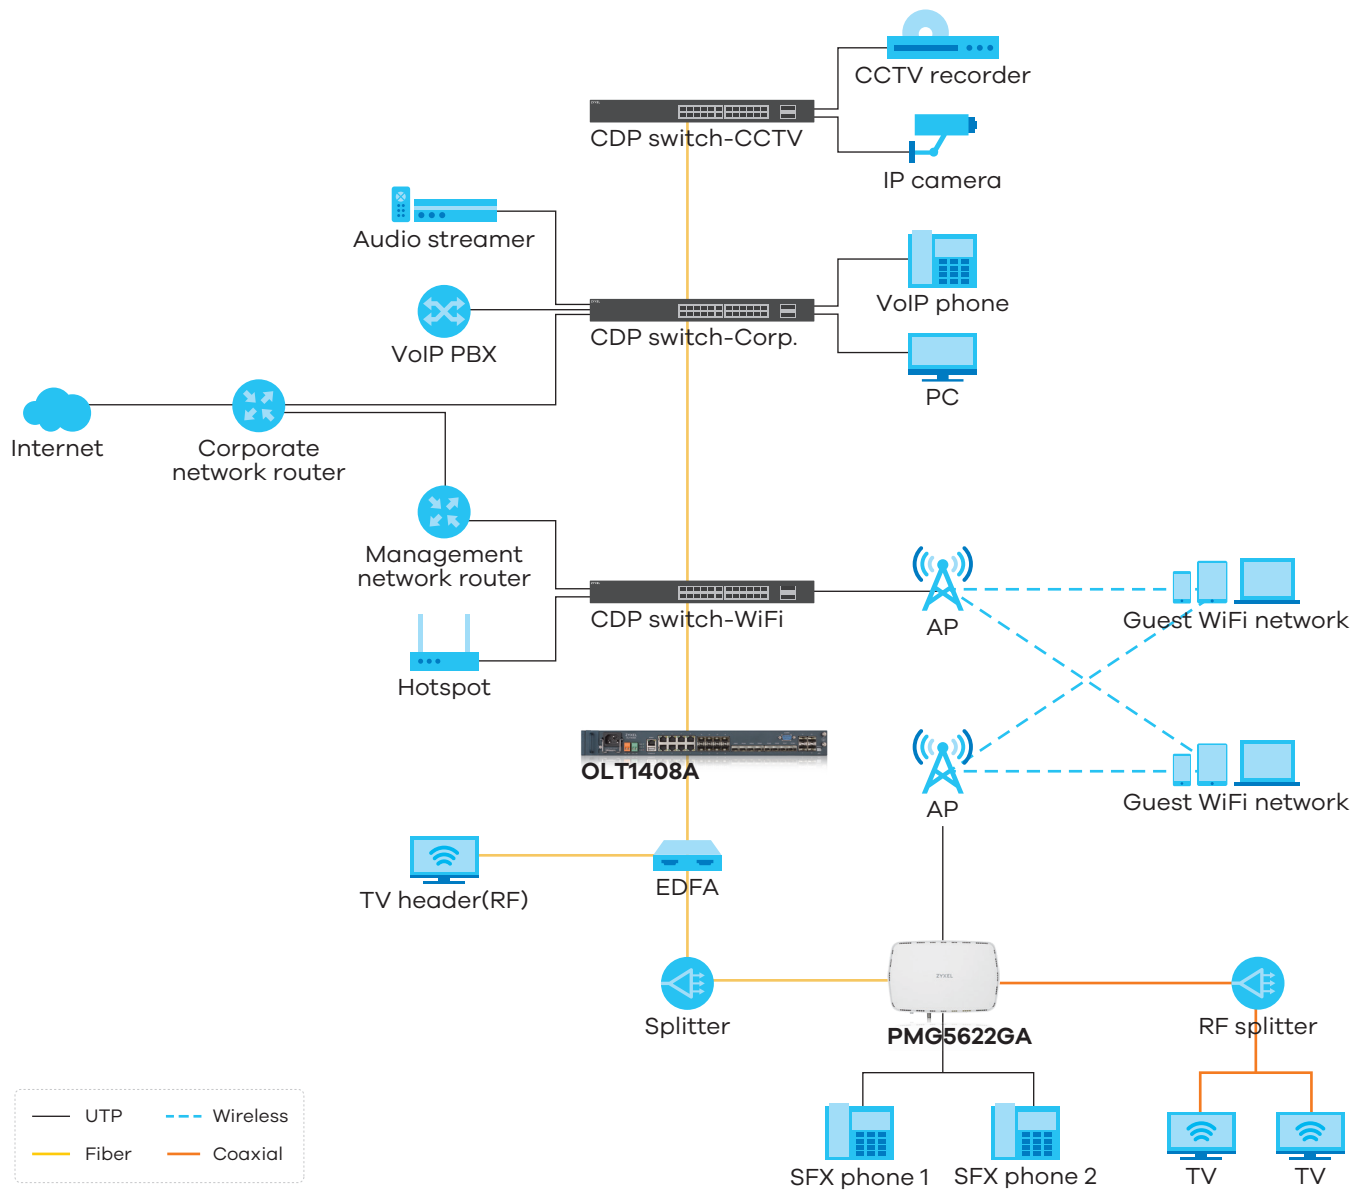 CCTV recorder
CDP switch-CCTV
IP camera
Audio streamer
VoIP phone
CDP switch-Corp.
VoIP PBX
PC
Internet
Corporate
network router
Management
network router
CDP switch-WiFi
AP
Guest WiFi network
Hotspot
OLT1408A
AP
Guest WiFi network
TV header(RF)
EDFA
ZYXEL
Splitter
PMG5622GA
RF splitter
UTP
Wireless
Fiber
Coaxial
SFX phone 1
SFX phone 2
TV
TV